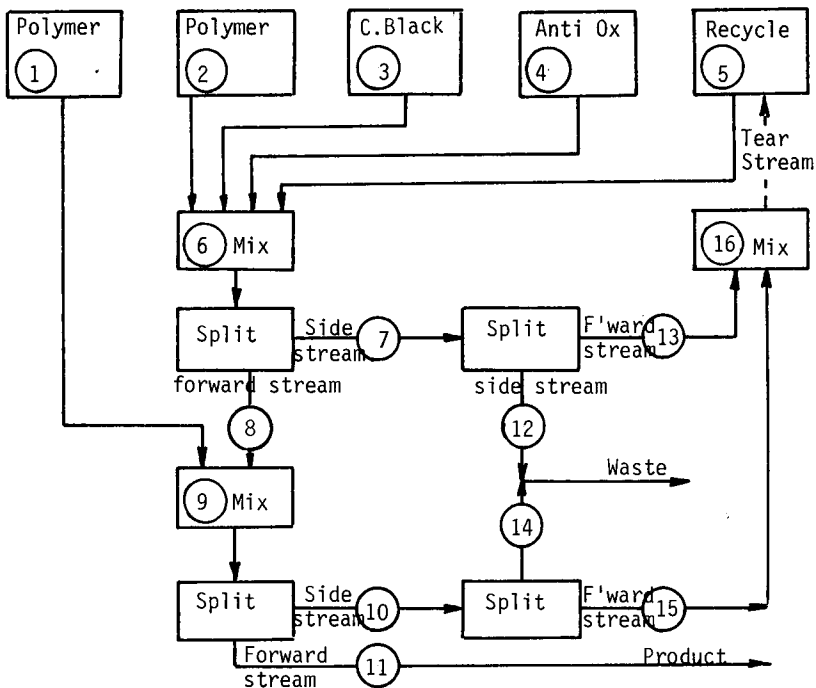 Polymer
1
Polymer
2
C.Black
3
Anti Ox
4
Recycle
5
Tear
Stream
6 Mix
16 Mix
Split
Side
stream
7
Split
F'ward
stream
13
forward stream
side stream
8
12
Waste
9 Mix
14
Split
Side
stream
10
Split
F'ward
stream
15
Forward
stream
11
Product